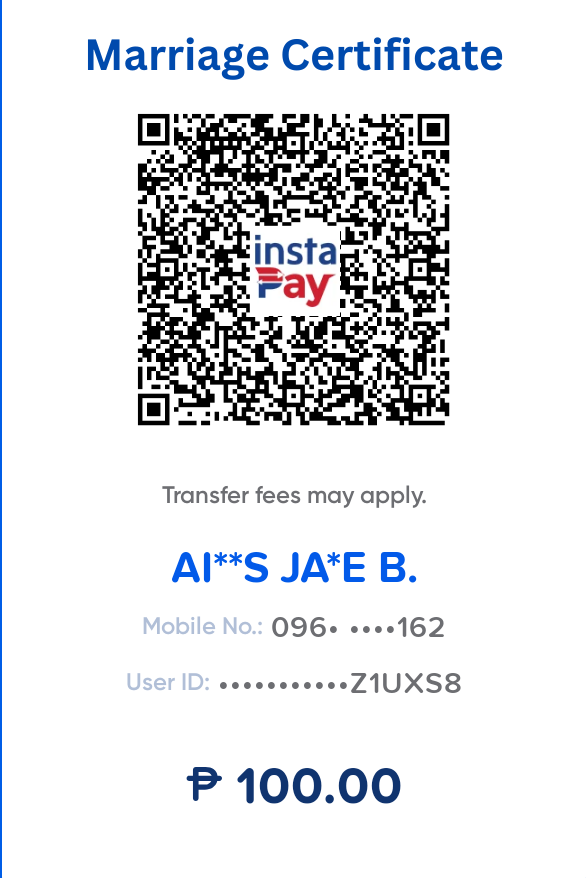 Marriage Certificate
insta
Pay
Transfer fees may apply.
AI**S JA*E B.
Mobile No.: 096• ••••162
User ID: •••••••••••Z1UXS8
₱ 100.00